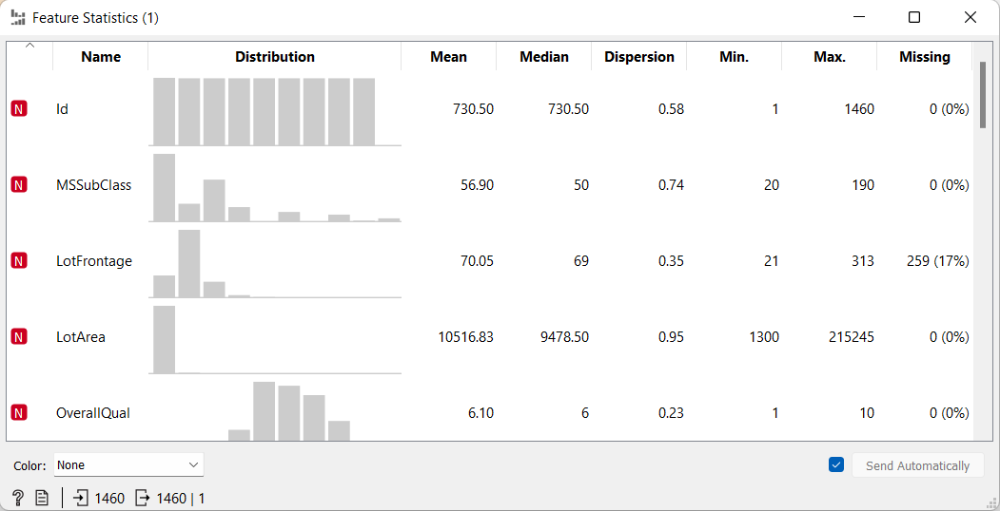 Feature Statistics (1)
Name Distribution Mean Median Dispersion Min. Max. Missing
N Id 730.50 730.50 0.58 1 1460 0 (0%)
N MSSubClass 56.90 50 0.74 20 190 0 (0%)
N LotFrontage 70.05 69 0.35 21 313 259 (17%)
N LotArea 10516.83 9478.50 0.95 1300 215245 0 (0%)
N OverallQual 6.10 6 0.23 1 10 0 (0%)
Color: None Send Automatically
? 1460 1460 | 1